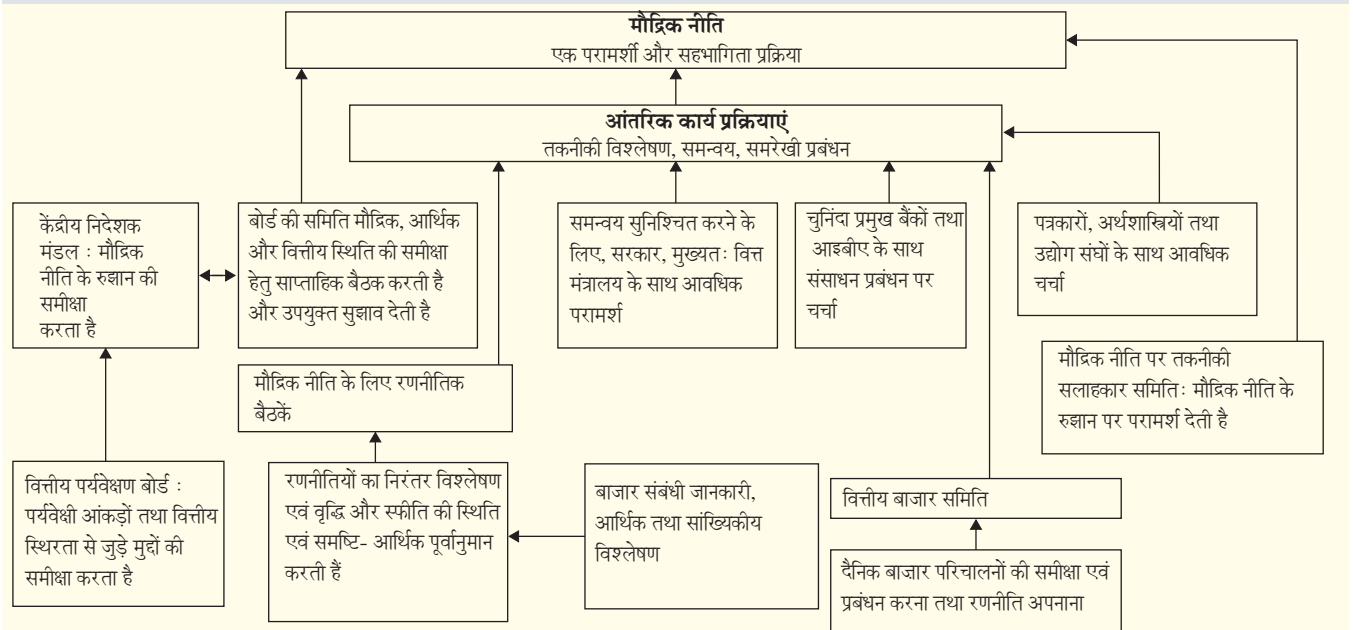 मौद्रिक नीति
एक परामर्शी और सहभागिता प्रक्रिया
आंतरिक कार्य प्रक्रियाएं
तकनीकी विश्लेषण, समन्वय, समरेखी प्रबंधन
केंद्रीय निदेशक
मंडल : मौद्रिक
नीति के रुझान की
समीक्षा
करता है
बोर्ड की समिति मौद्रिक, आर्थिक
और वित्तीय स्थिति की समीक्षा
हेतु साप्ताहिक बैठक करती है
और उपयुक्त सुझाव देती है
समन्वय सुनिश्चित करने के
लिए, सरकार, मुख्यतः वित्त
मंत्रालय के साथ आवधिक
परामर्श
चुनिंदा प्रमुख बैंकों तथा
आइबीए के साथ
संसाधन प्रबंधन पर
चर्चा
पत्रकारों, अर्थशास्त्रियों तथा
उद्योग संघों के साथ आवधिक
चर्चा
मौद्रिक नीति पर तकनीकी
सलाहकार समिति: मौद्रिक नीति के
रुझान पर परामर्श देती है
मौद्रिक नीति के लिए रणनीतिक
बैठकें
वित्तीय पर्यवेक्षण बोर्ड :
पर्यवेक्षी आंकड़ों तथा वित्तीय
स्थिरता से जुड़े मुद्दों की
समीक्षा करता है
रणनीतियों का निरंतर विश्लेषण
एवं वृद्धि और स्फीति की स्थिति
एवं समष्टि- आर्थिक पूर्वानुमान
करती हैं
बाजार संबंधी जानकारी,
आर्थिक तथा सांख्यिकीय
विश्लेषण
वित्तीय बाजार समिति
दैनिक बाजार परिचालनों की समीक्षा एवं
प्रबंधन करना तथा रणनीति अपनाना